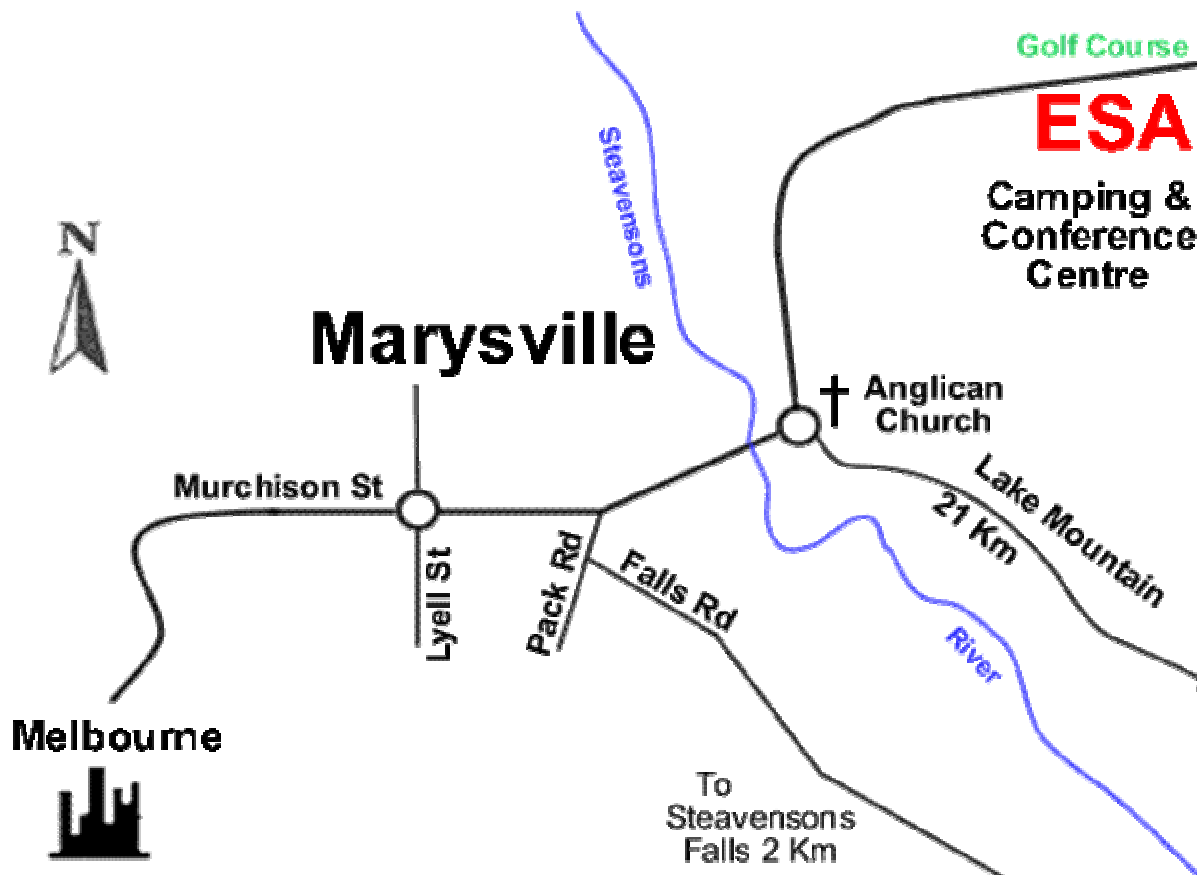 Golf Course
ESA
Camping &
Conference
Centre
Steavensons
N
Marysville
Anglican
Church
Murchison St
Lake Mountain
21 Km
Lyell St
Pack Rd
Falls Rd
River
Melbourne
To
Steavensons
Falls 2 Km